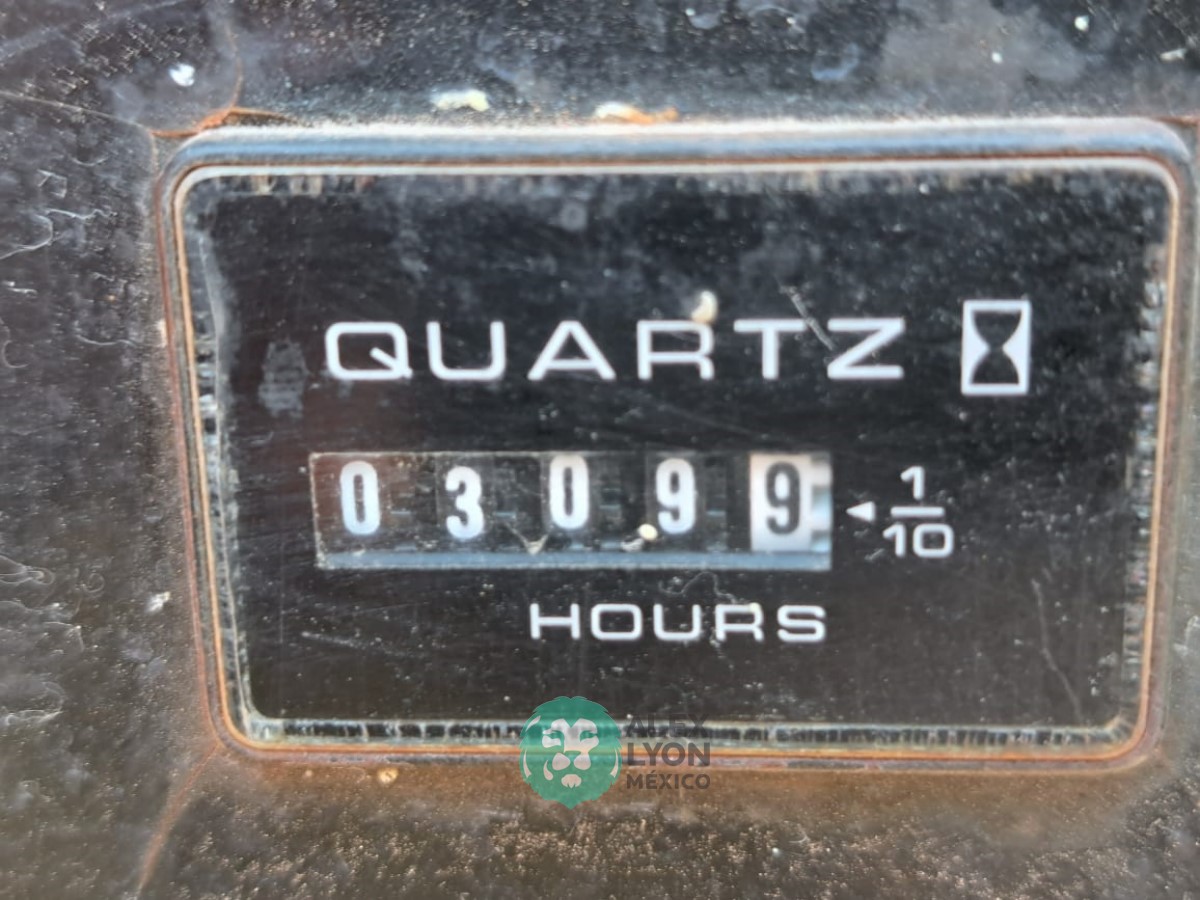 QUARTZ
03099 1/10
HOURS
ALEX
LYON
MÉXICO